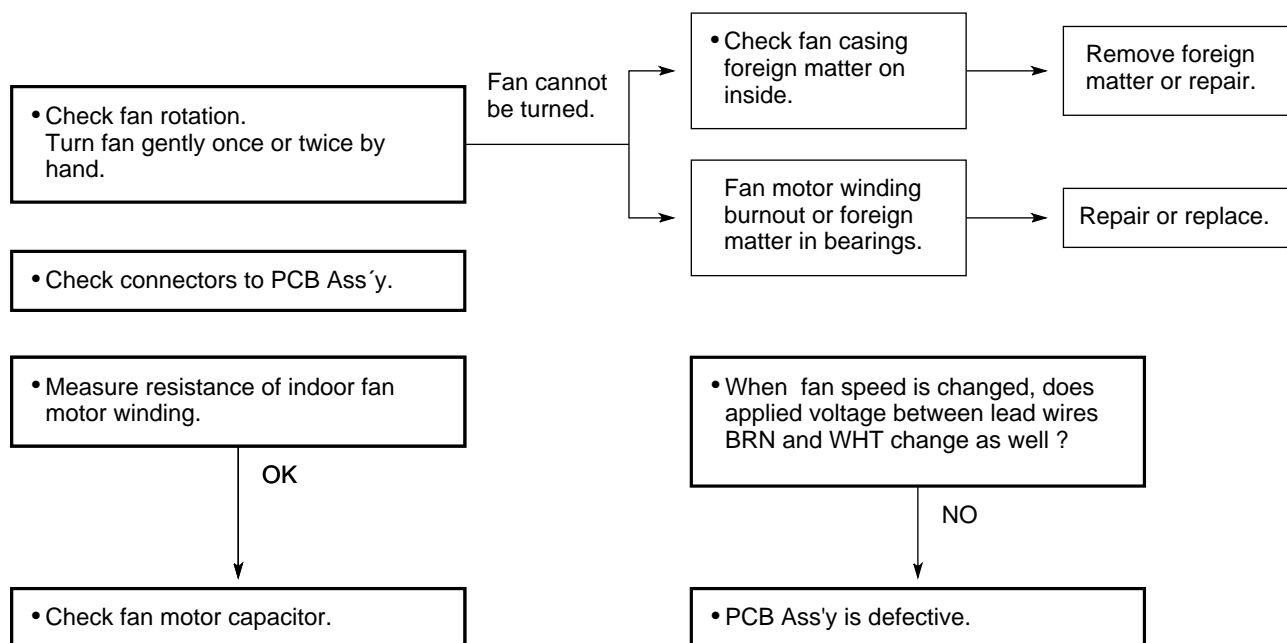 • Check fan rotation.
Turn fan gently once or twice by
hand.
Fan cannot
be turned.
• Check fan casing
foreign matter on
inside.
Remove foreign
matter or repair.
Fan motor winding
burnout or foreign
matter in bearings.
Repair or replace.
• Check connectors to PCB Ass´y.
• Measure resistance of indoor fan
motor winding.
OK
• Check fan motor capacitor.
• When fan speed is changed, does
applied voltage between lead wires
BRN and WHT change as well ?
NO
• PCB Ass'y is defective.